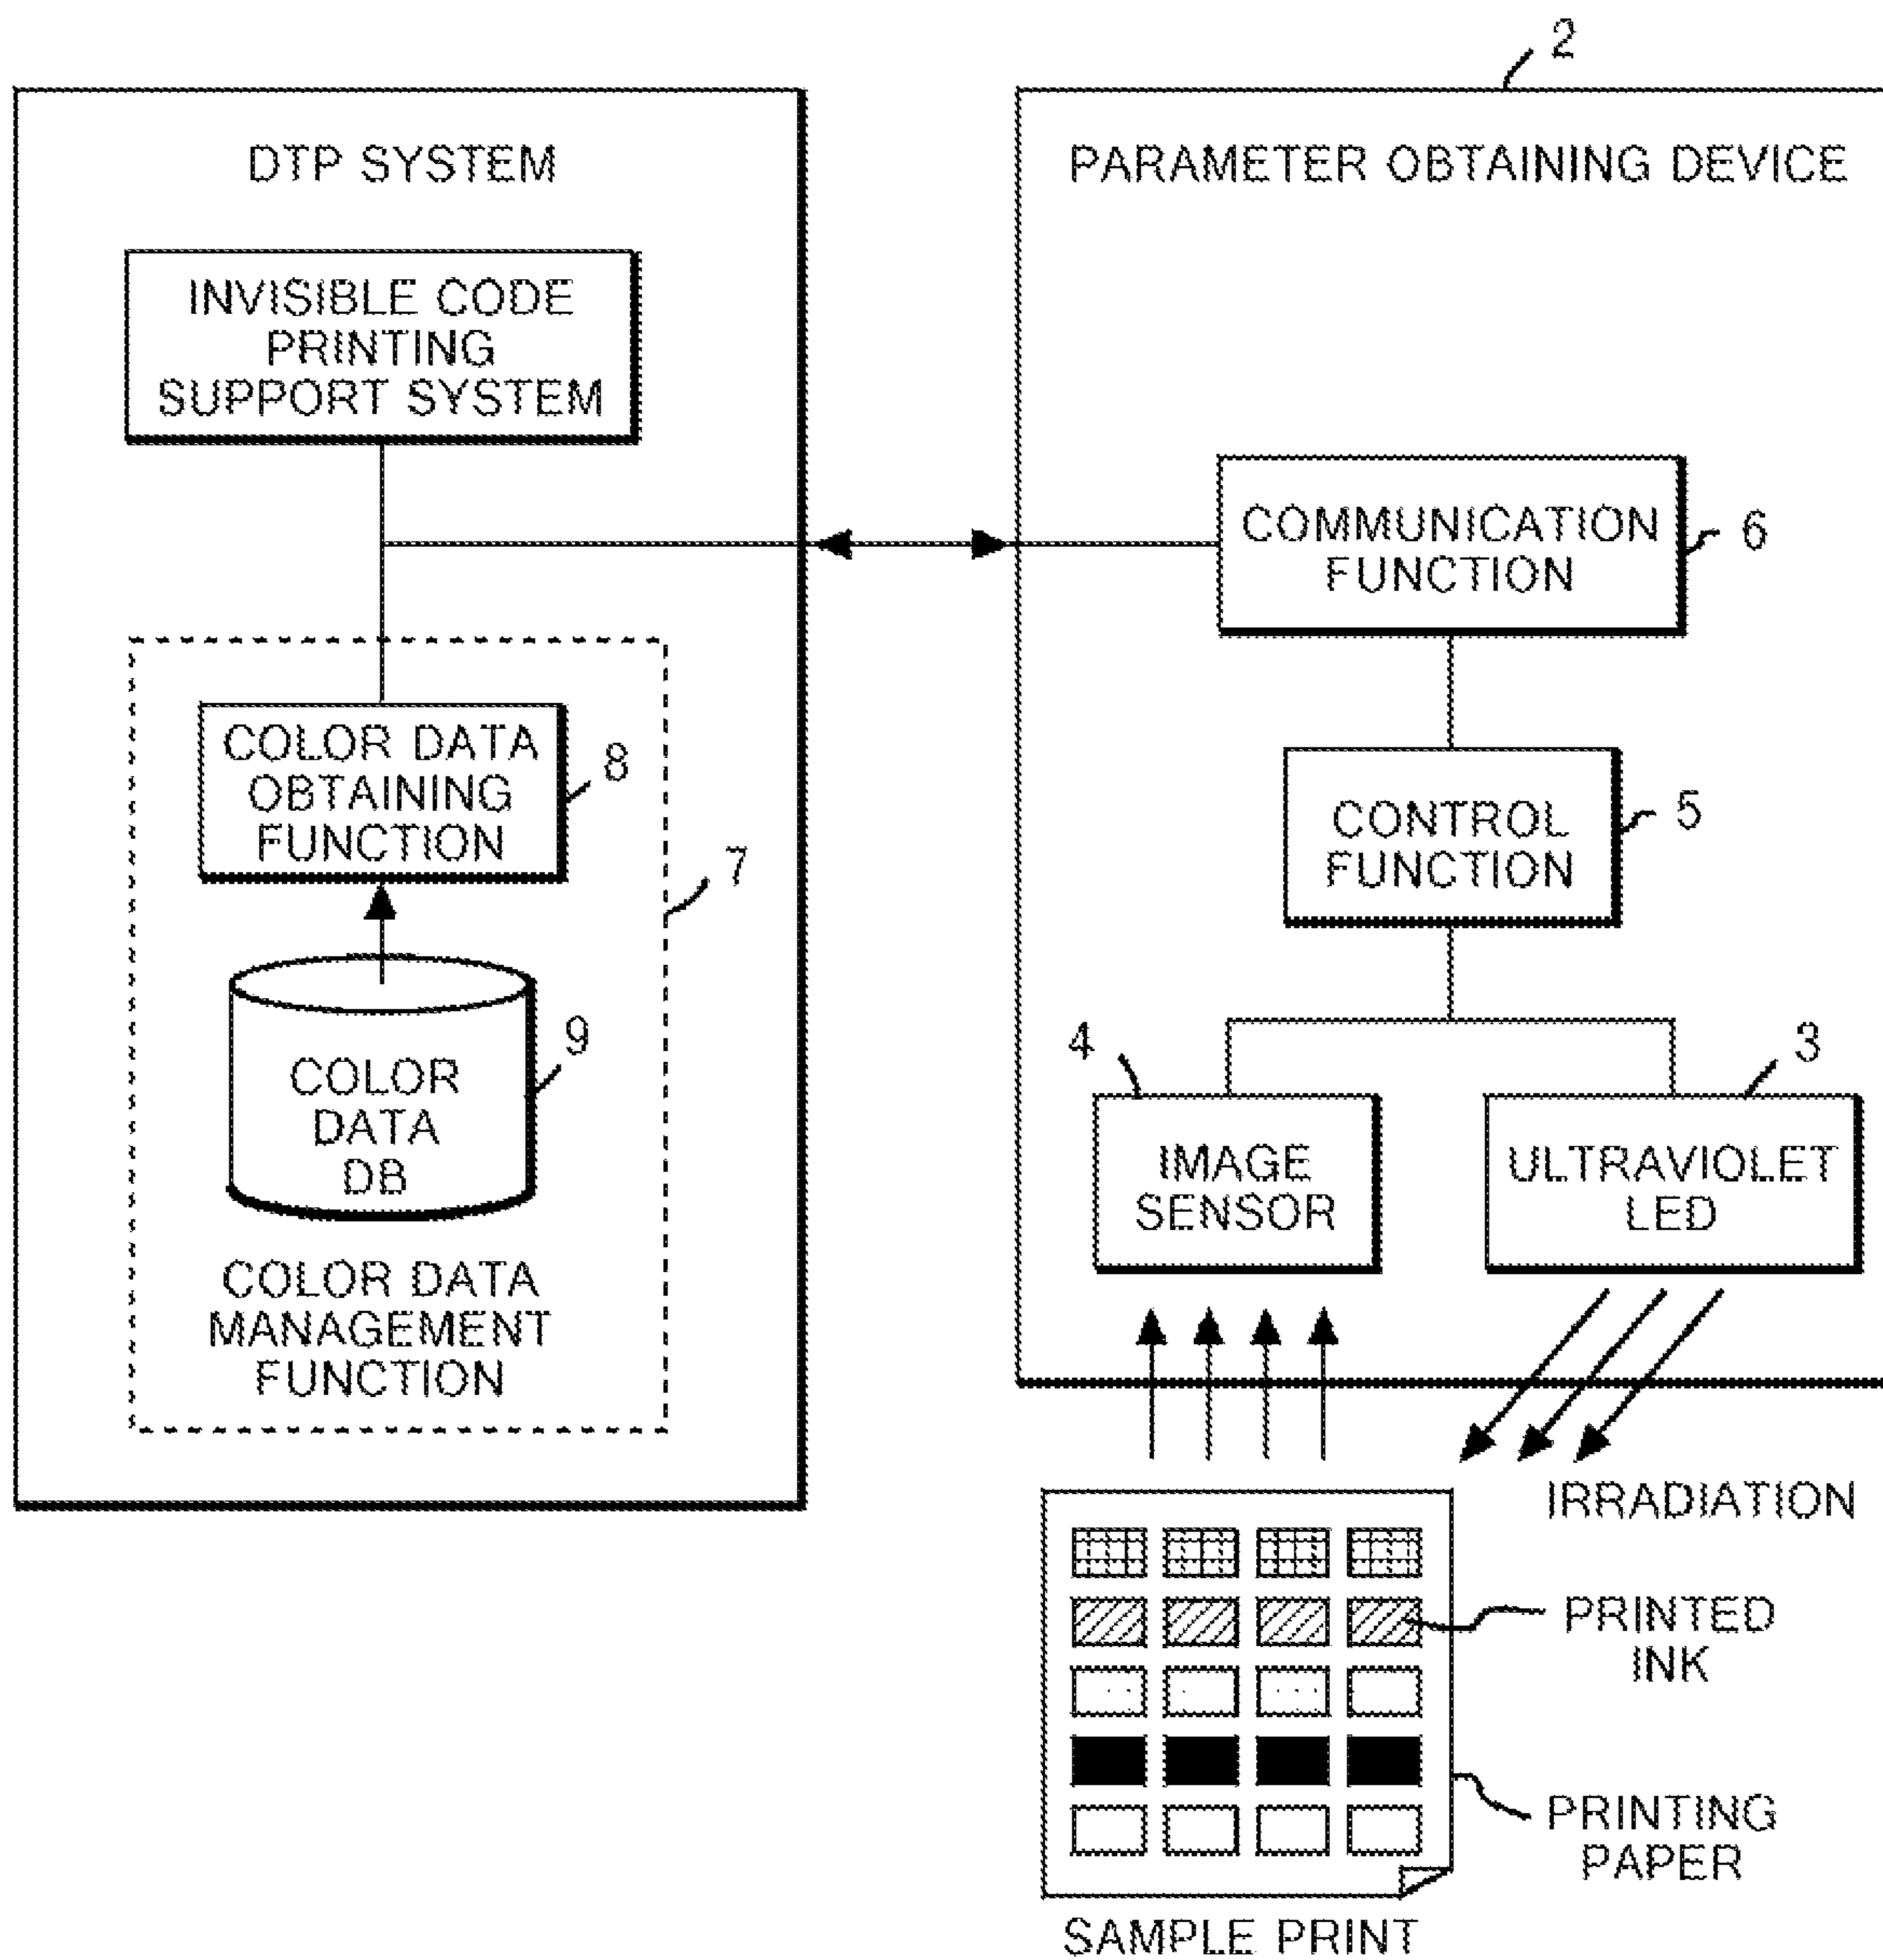 2
DTP SYSTEM
PARAMETER OBTAINING DEVICE
INVISIBLE CODE
PRINTING
SUPPORT SYSTEM
COMMUNICATION
FUNCTION
6
COLOR DATA
OBTAINING
FUNCTION
8
CONTROL
FUNCTION
5
7
COLOR
DATA
DB
9
4
3
IMAGE
SENSOR
ULTRAVIOLET
LED
COLOR DATA
MANAGEMENT
FUNCTION
IRRADIATION
PRINTED
INK
PRINTING
PAPER
SAMPLE PRINT